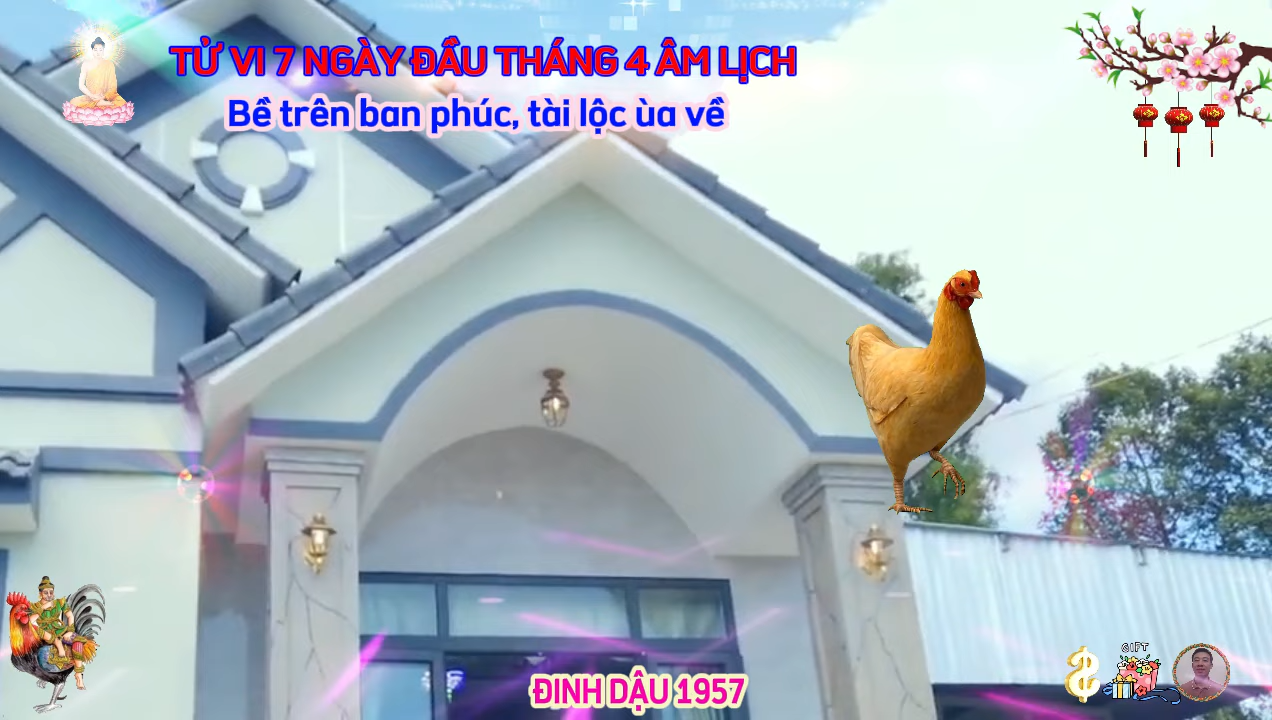 TỬ VI 7 NGÀY ĐẦU THÁNG 4 ÂM LỊCH
Bề trên ban phúc, tài lộc ùa về
GIFT
ĐINH DẬU 1957